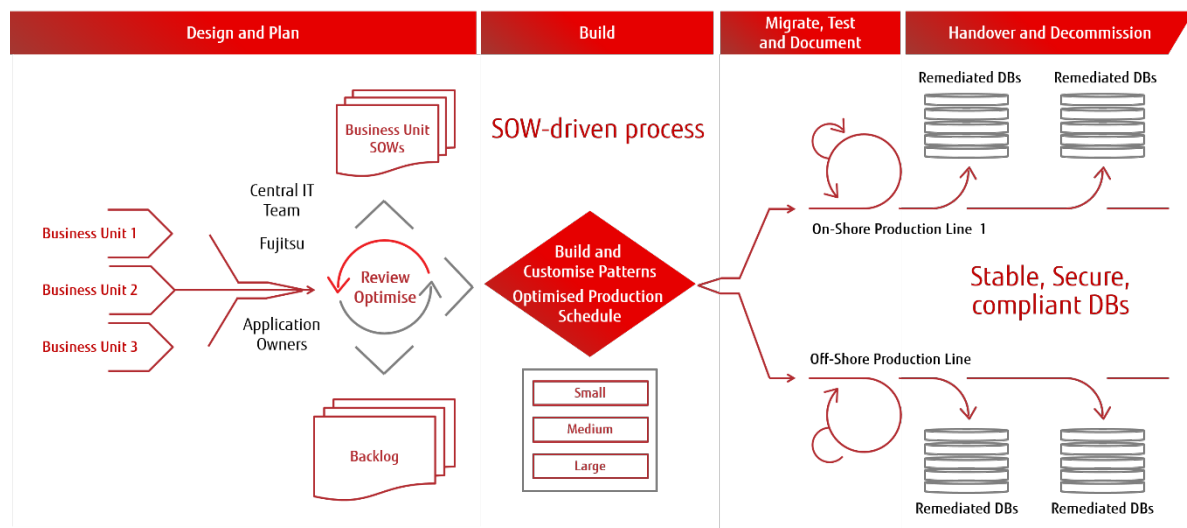 Design and Plan
Build
Migrate, Test
and Document
Handover and Decommission
Business Unit
SOWs
Central IT
Team
Fujitsu
Business Unit 1
Business Unit 2
Business Unit 3
Review
Optimise
Application
Owners
Backlog
SOW-driven process
Build and
Customise Patterns
Optimised Production
Schedule
Small
Medium
Large
Remediated DBs
Remediated DBs
On-Shore Production Line 1
Stable, Secure,
compliant DBs
Off-Shore Production Line
Remediated DBs
Remediated DBs